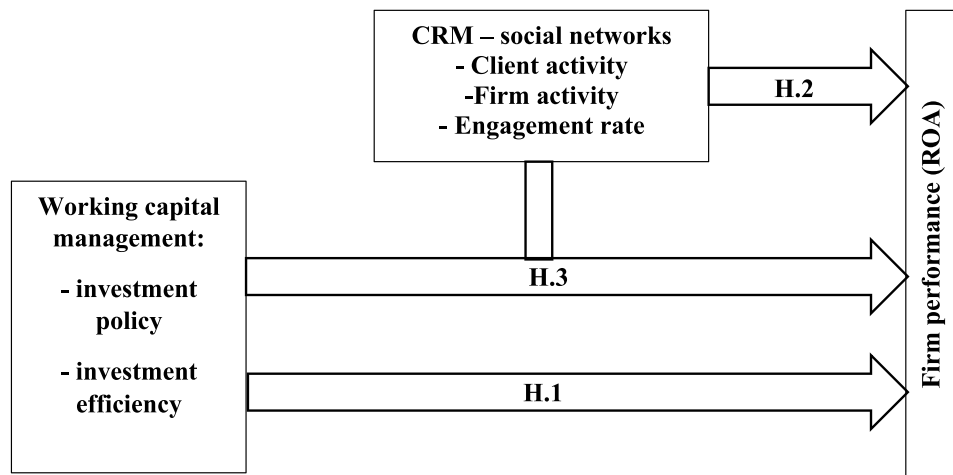 CRM – social networks
- Client activity
-Firm activity
- Engagement rate
H.2
Working capital
management:
- investment
policy
- investment
efficiency
H.3
H.1
Firm performance (ROA)